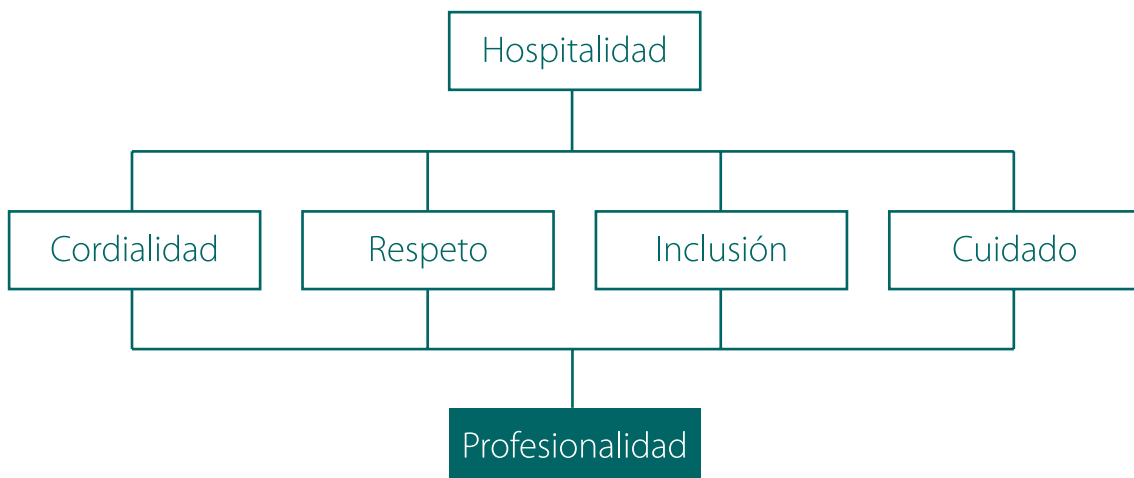 Hospitalidad
Cordialidad
Respeto
Inclusión
Cuidado
Profesionalidad